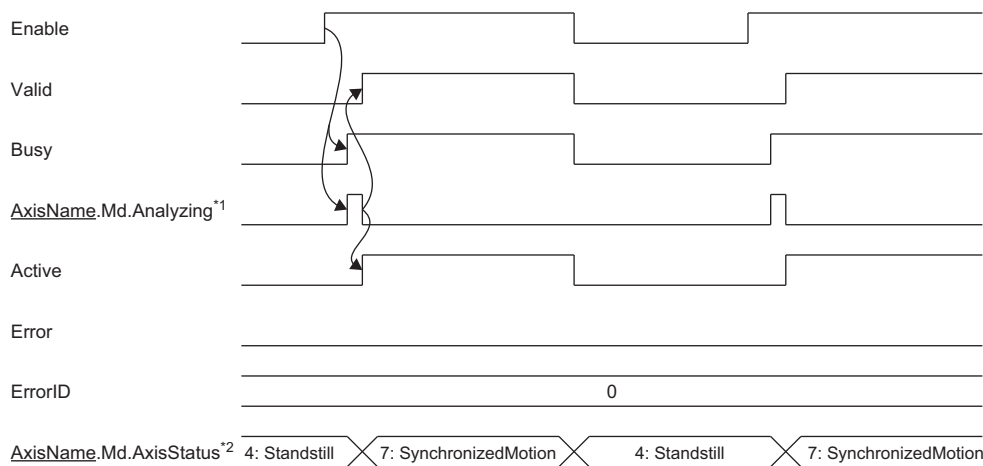 Enable
Valid
Busy
AxisName.Md.Analyzing*1
Active
Error
ErrorID 0
AxisName.Md.AxisStatus*2 4: Standstill 7: SynchronizedMotion 4: Standstill 7: SynchronizedMotion